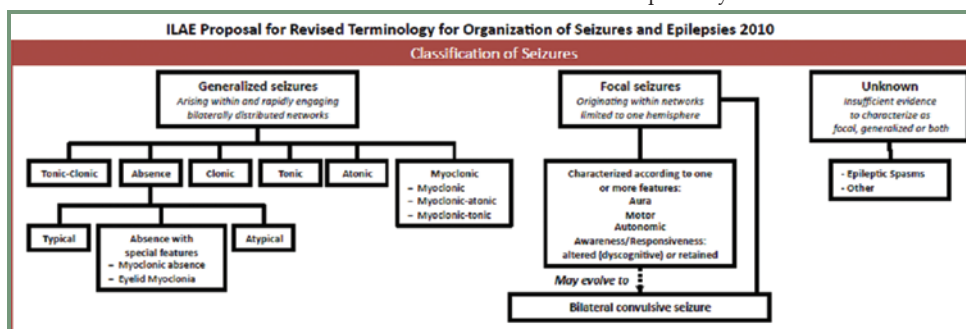 ILAE Proposal for Revised Terminology for Organization of Seizures and Epilepsies 2010
Classification of Seizures
Generalized seizures
Arising within and rapidly engaging
bilaterally distributed networks
Tonic-Clonic
Absence
Clonic
Tonic
Atonic
Myoclonic
– Myoclonic
– Myoclonic-atonic
– Myoclonic-tonic
Typical
Absence with
special features
– Myoclonic absence
– Eyelid Myoclonia
Atypical
Focal seizures
Originating within networks
limited to one hemisphere
Characterized according to one
or more features:
Aura
Motor
Autonomic
Awareness/Responsiveness:
altered (dyscognitive) or retained
May evolve to
Bilateral convulsive seizure
Unknown
Insufficient evidence
to characterize as
focal, generalized or both
- Epileptic Spasms
- Other